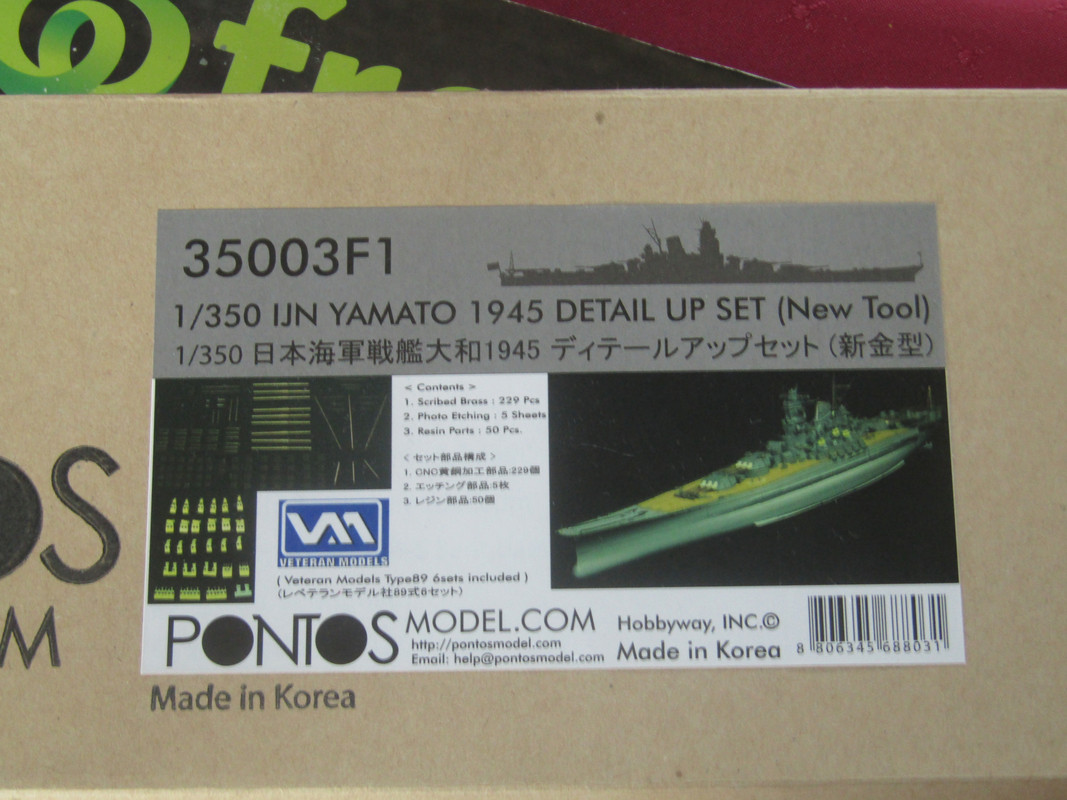 fr
35003F1
1/350 IJN YAMATO 1945 DETAIL UP SET (New Tool)
1/350 日本海軍戦艦大和1945 ディテールアップセット (新金型)
< Contents >
1. Scribed Brass : 229 Pcs
2. Photo Etching : 5 Sheets
3. Resin Parts : 50 Pcs.
<セット部品構成>
1. CNC黄銅加工部品:229個
2. エッチング部品:5枚
3. レジン部品:50個
VAM
VETERAN MODELS
( Veteran Models Type89 6sets included )
(レベテランモデル社89式6セット)
PONTOS MODEL.COM
http://pontosmodel.com
Email: help@pontosmodel.com
Hobbyway, INC.©
Made in Korea
8 806345 688031
OS
M
Made in Korea